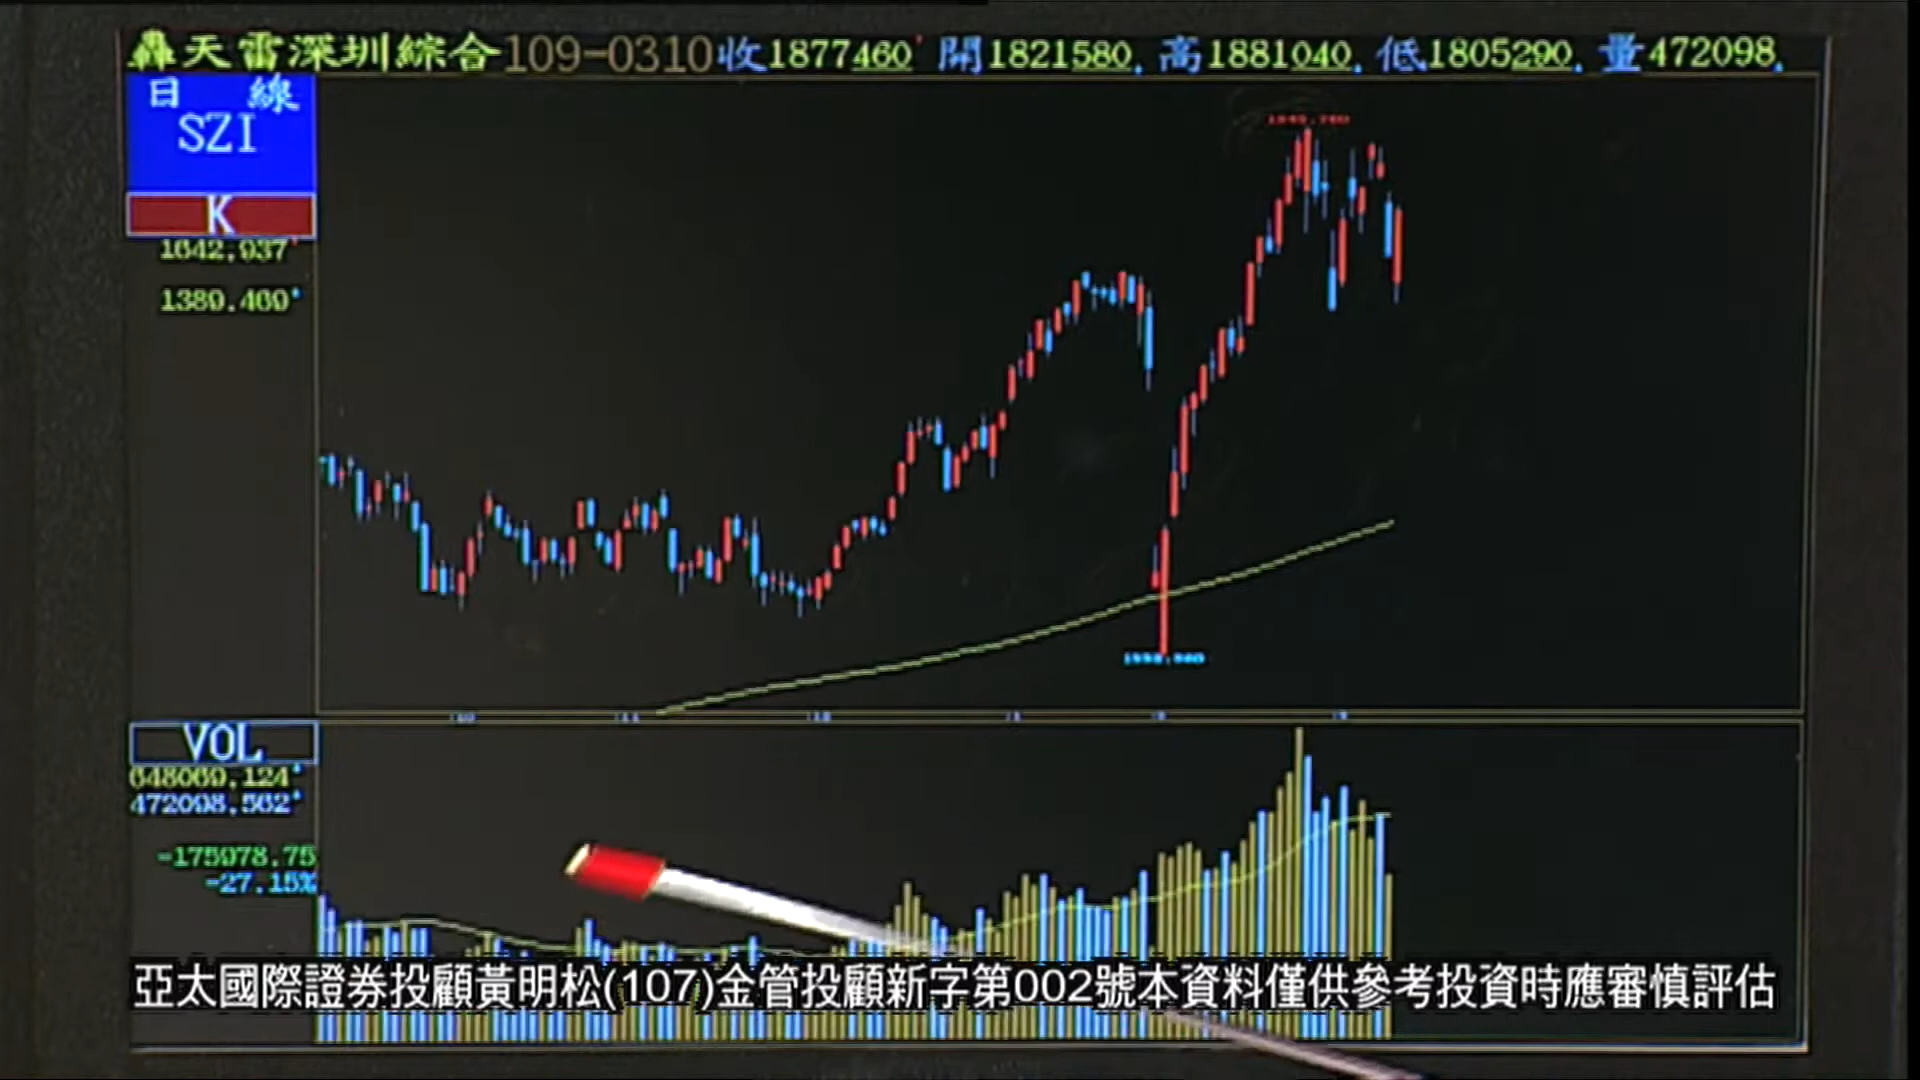 轟天雷深圳綜合109-0310收1877460 開1821580 高1881040 低1805290 量472098
日 線
SZI
K
1642.937
1380.460
VOL
648069.124
472098.562
-175978.75
-27.15%
亞太國際證券投顧黃明松(107)金管投顧新字第002號本資料僅供參考投資時應審慎評估